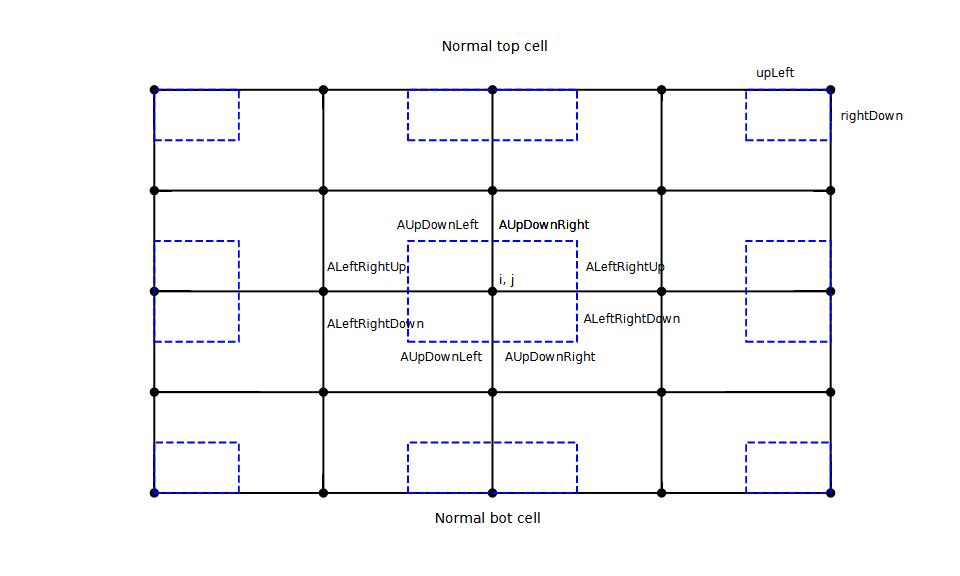 Normal top cell
upLeft
rightDown
AUpDownLeft
AUpDownRight
ALeftRightUp
ALeftRightUp
i, j
ALeftRightDown
ALeftRightDown
AUpDownLeft
AUpDownRight
Normal bot cell